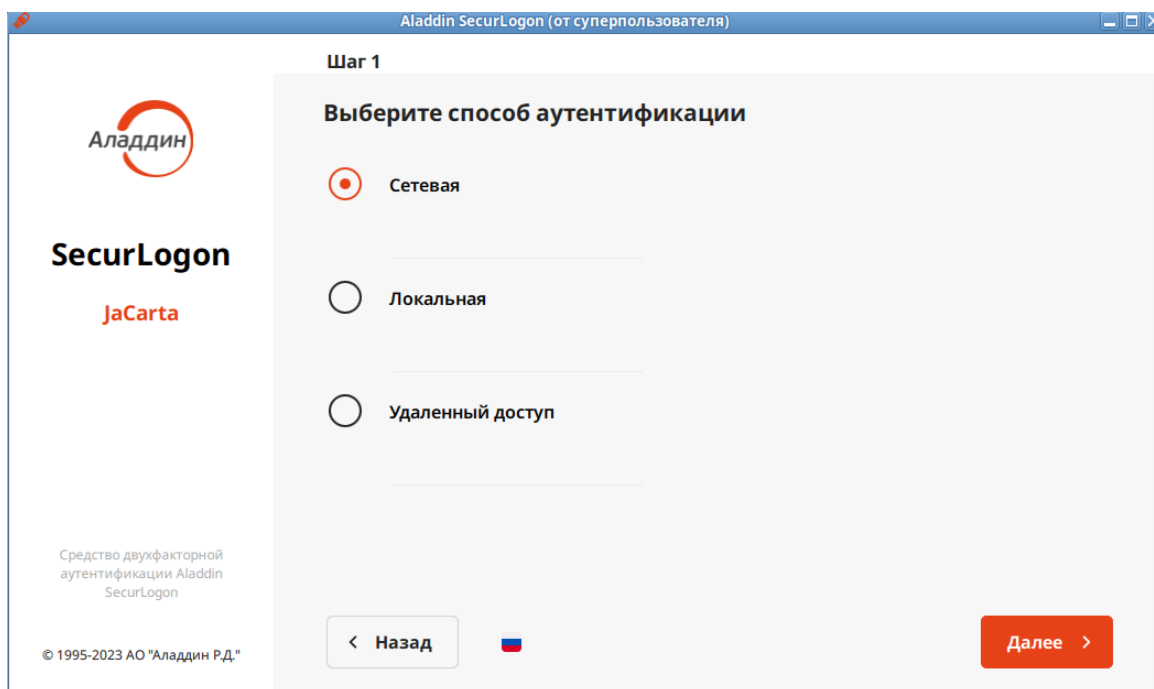 Aladdin SecurLogon (от суперпользователя)
Шаг 1
Выберите способ аутентификации
Аладдин
Сетевая
SecurLogon
JaCarta
Локальная
Удаленный доступ
Средство двухфакторной
аутентификации Aladdin
SecurLogon
Назад
Далее
© 1995-2023 АО "Аладдин Р.Д."